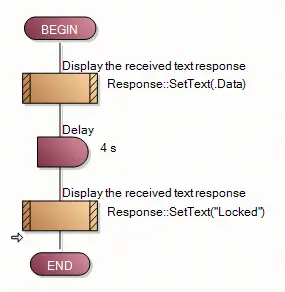 BEGIN
Display the received text response
Response::SetText(.Data)
Delay
4 s
Display the received text response
Response::SetText("Locked")
END